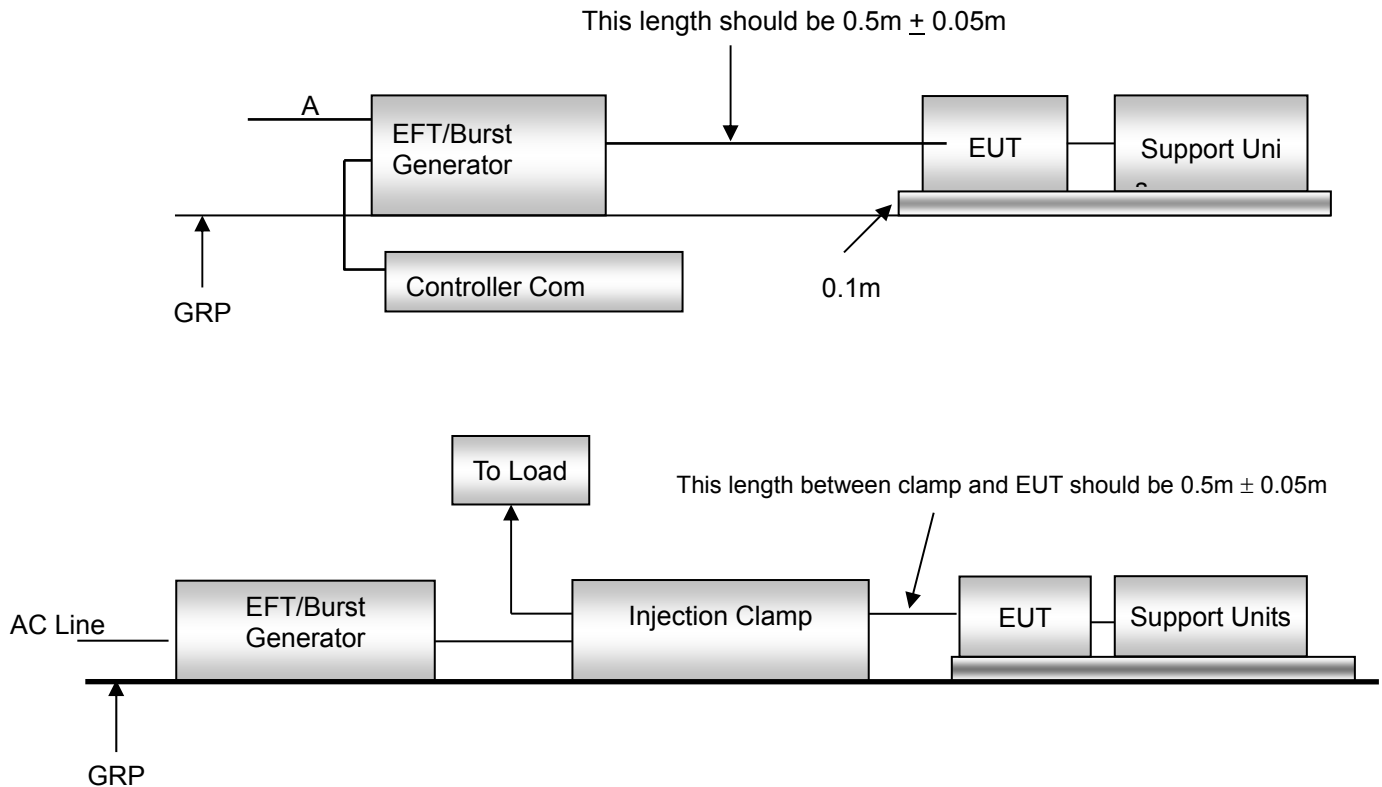 This length should be 0.5m ± 0.05m
A
EFT/Burst
Generator
EUT
Support Uni
Controller Com
0.1m
GRP
To Load
This length between clamp and EUT should be 0.5m ± 0.05m
AC Line
EFT/Burst
Generator
Injection Clamp
EUT
Support Units
GRP